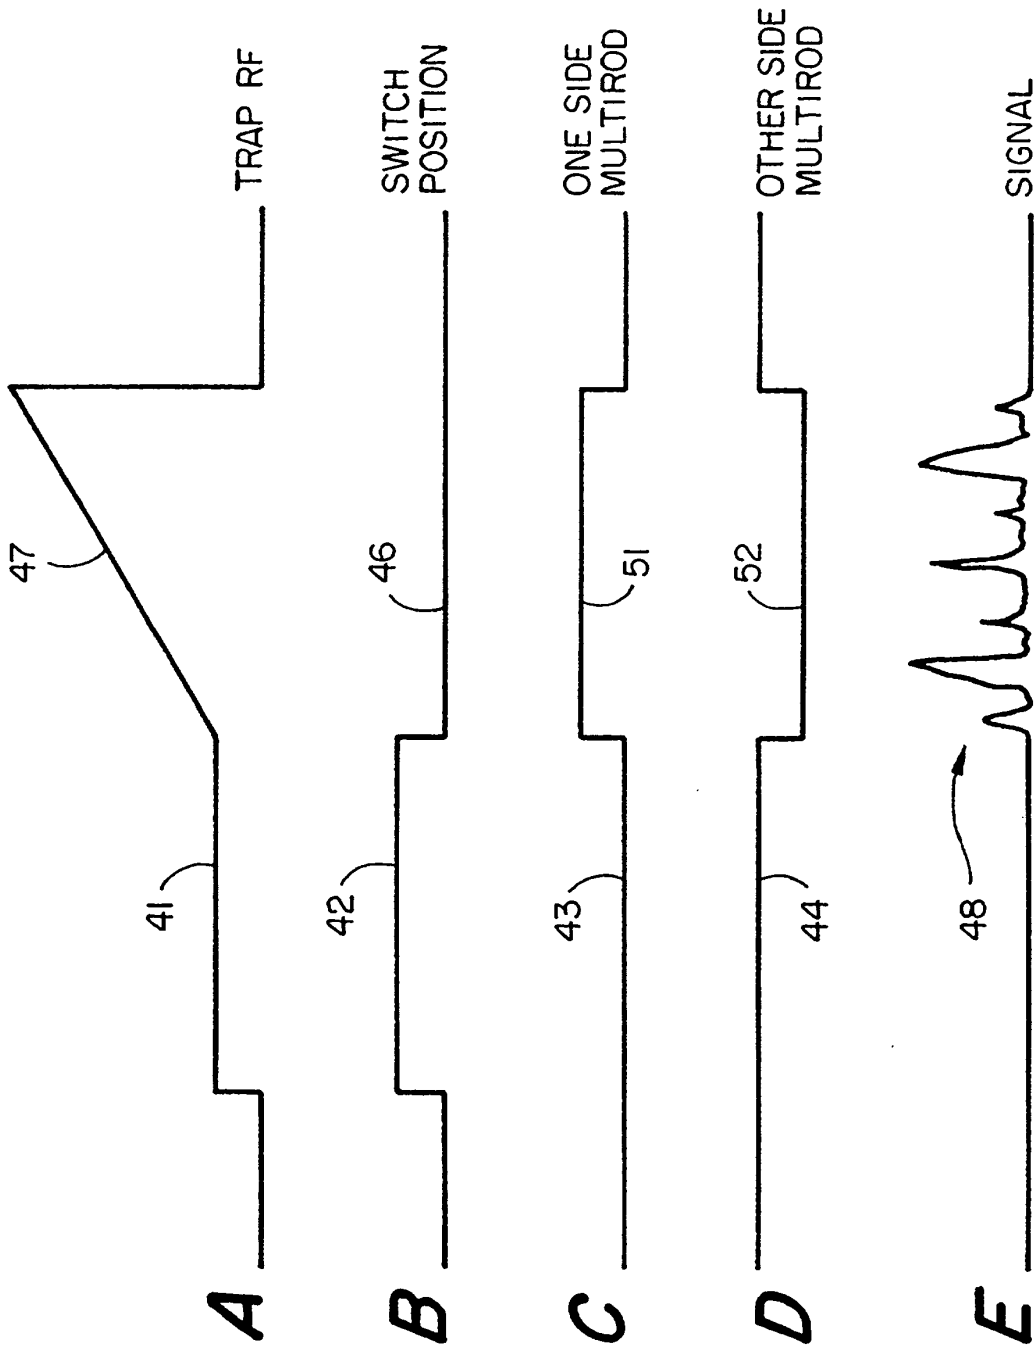 A
41
47
TRAP RF
B
42
46
SWITCH
POSITION
C
43
51
ONE SIDE
MULTIROD
D
44
52
OTHER SIDE
MULTIROD
E
48
SIGNAL